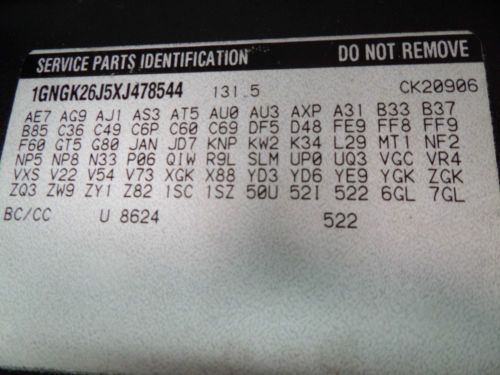 SERVICE PARTS IDENTIFICATION DO NOT REMOVE
1GNGK26J5XJ478544 131.5 CK20906
AE7 AG9 AJ1 AS3 AT5 AU0 AU3 AXP A31 B33 B37
B85 C36 C49 C6P C60 C69 DF5 D48 FE9 FF8 FF9
F60 GT5 G80 JAN JD7 KNP KW2 K34 L29 MT1 NF2
NP5 NP8 N33 P06 QIW R9L SLM UP0 UQ3 VGC VR4
VXS V22 V54 V73 XGK X88 YD3 YD6 YE9 YGK ZGK
ZQ3 ZW9 ZY1 Z82 1SC 1SZ 50U 52I 522 6GL 7GL
BC/CC U 8624 522